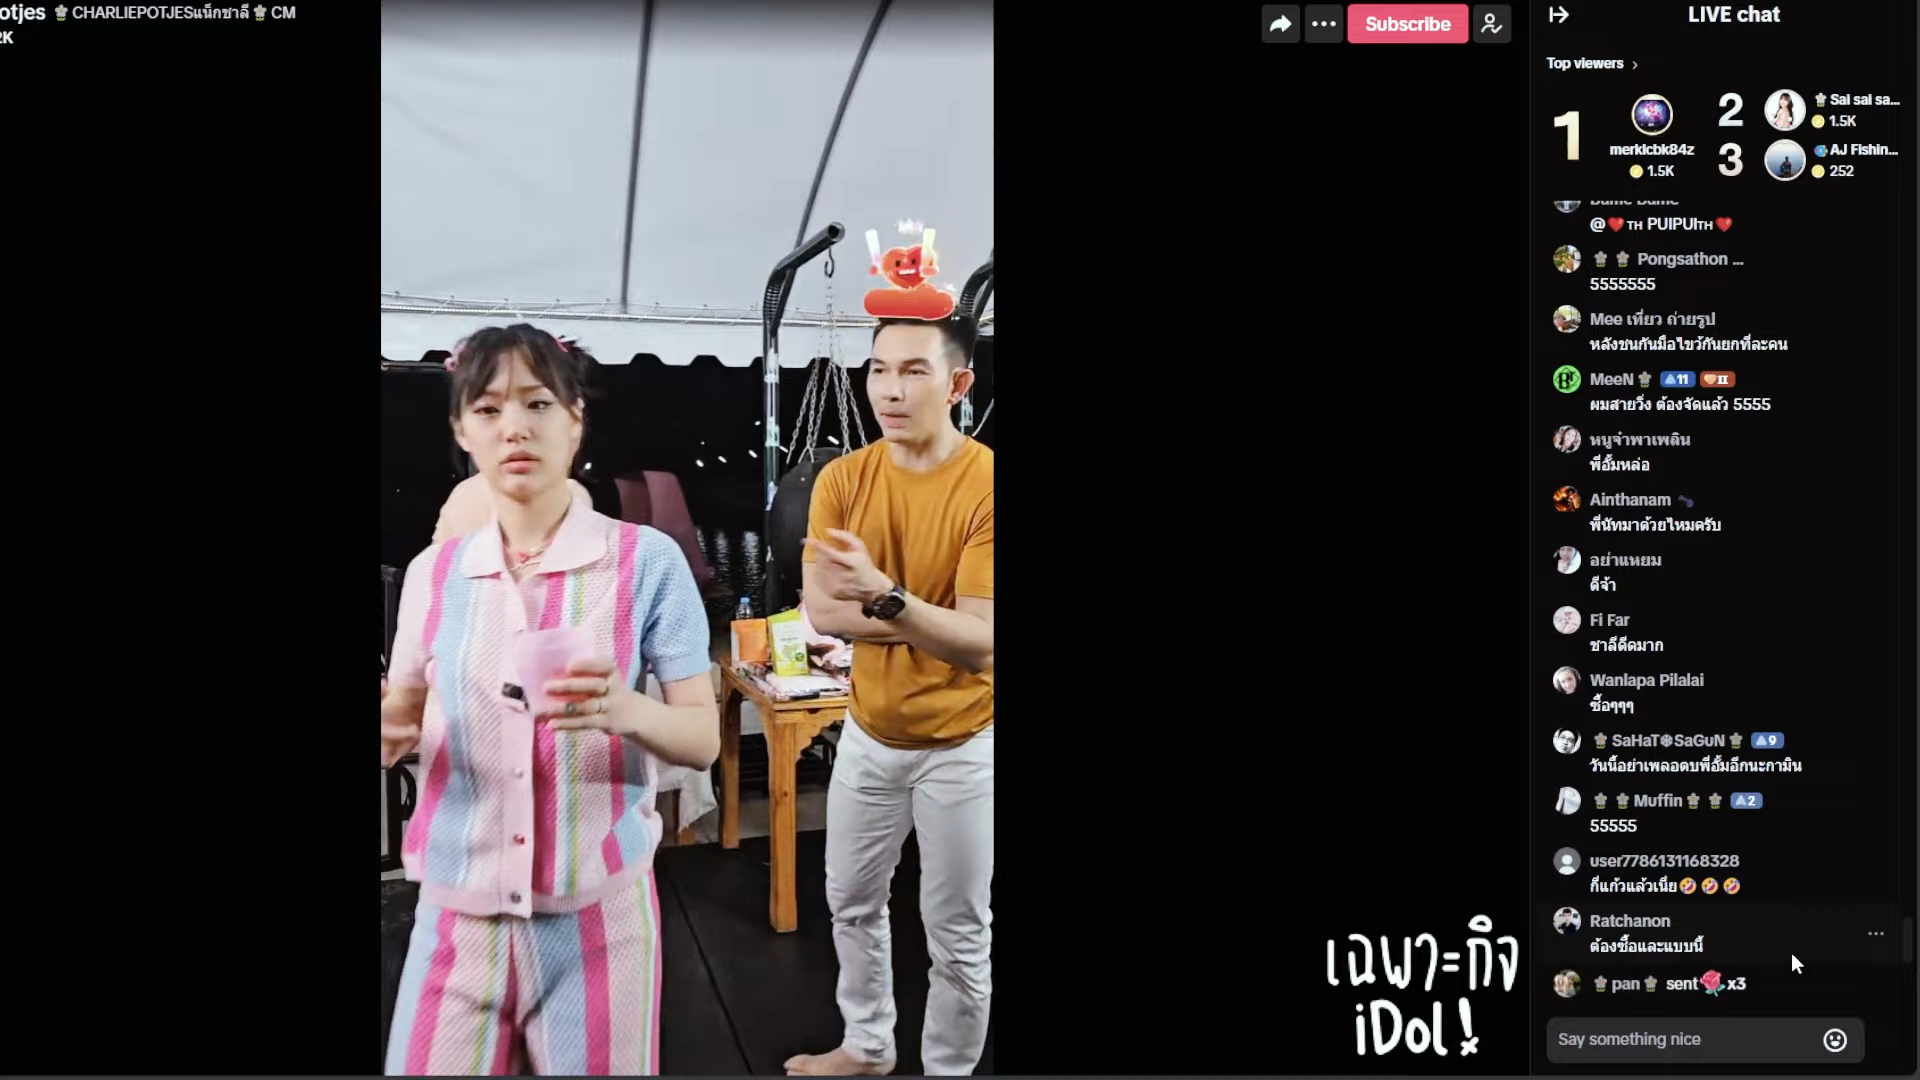 otjes CHARLIEPOTJESแน็กชาลี CM
2K
Subscribe
LIVE chat
Top viewers
1
merklcbk84z
1.5K
2
Sai sai sa...
1.5K
3
AJ Fishin...
252
@❤️TH PUIPUITH❤️
Pongsathon ...
5555555
Mee เที่ยว ถ่ายรูป
หลังชนกันมือไขว้กันยกทีละคน
MeeN 11 II
ผมสายวิ่ง ต้องจัดแล้ว 5555
หนูจ๋าพาเพลิน
พี่อั้มหล่อ
Ainthanam
พี่นัทมาด้วยไหมครับ
อย่าแหยม
ดีจ้า
Fi Far
ชาลีดีดมาก
Wanlapa Pilalai
ซื้อๆๆๆ
SaHaT❄SaGuN 9
วันนี้อย่าเผลอตบพี่อั้มอีกนะกามิน
Muffin 2
55555
user7786131168328
กี่แก้วแล้วเนี่ย🤣🤣🤣
Ratchanon
ต้องซื้อและแบบนี้
pan sent🌹x3
Say something nice
เฉพาะกิจ
iDol!